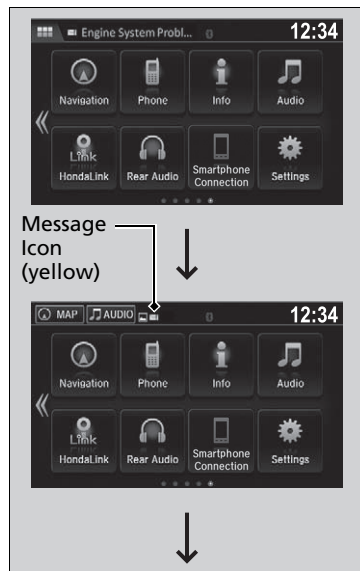 Engine System Probl... 12:34
Navigation Phone Info Audio
Link
HondaLink Rear Audio Smartphone Connection Settings
Message
Icon
(yellow)
MAP AUDIO 12:34
Navigation Phone Info Audio
Link
HondaLink Rear Audio Smartphone Connection Settings